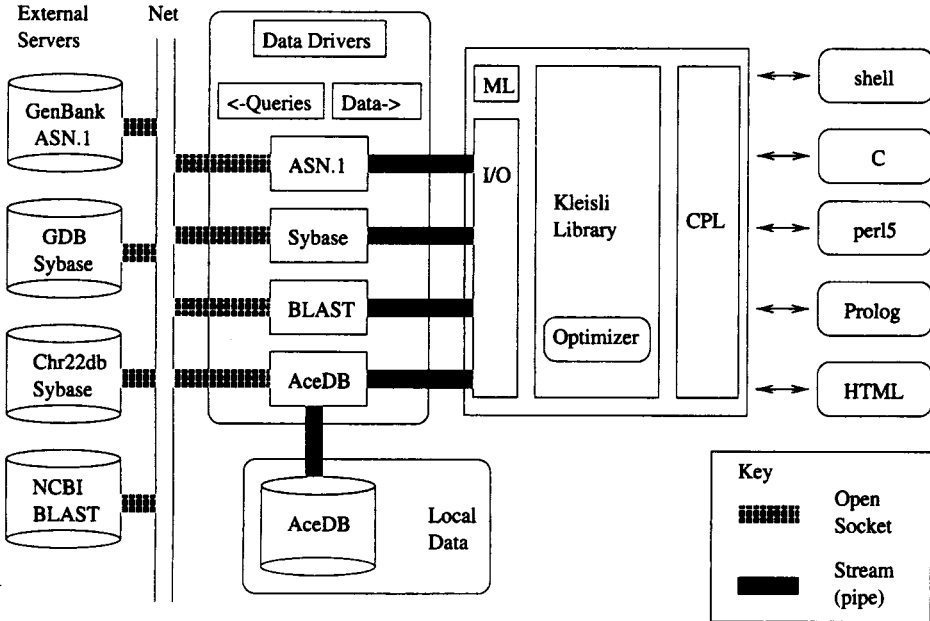 External
Servers
Net
GenBank
ASN.1
GDB
Sybase
Chr22db
Sybase
NCBI
BLAST
Data Drivers
<-Queries
Data->
ASN.1
Sybase
BLAST
AceDB
AceDB
Local
Data
ML
I/O
Kleisli
Library
Optimizer
CPL
shell
C
perl5
Prolog
HTML
Key
Open
Socket
Stream
(pipe)